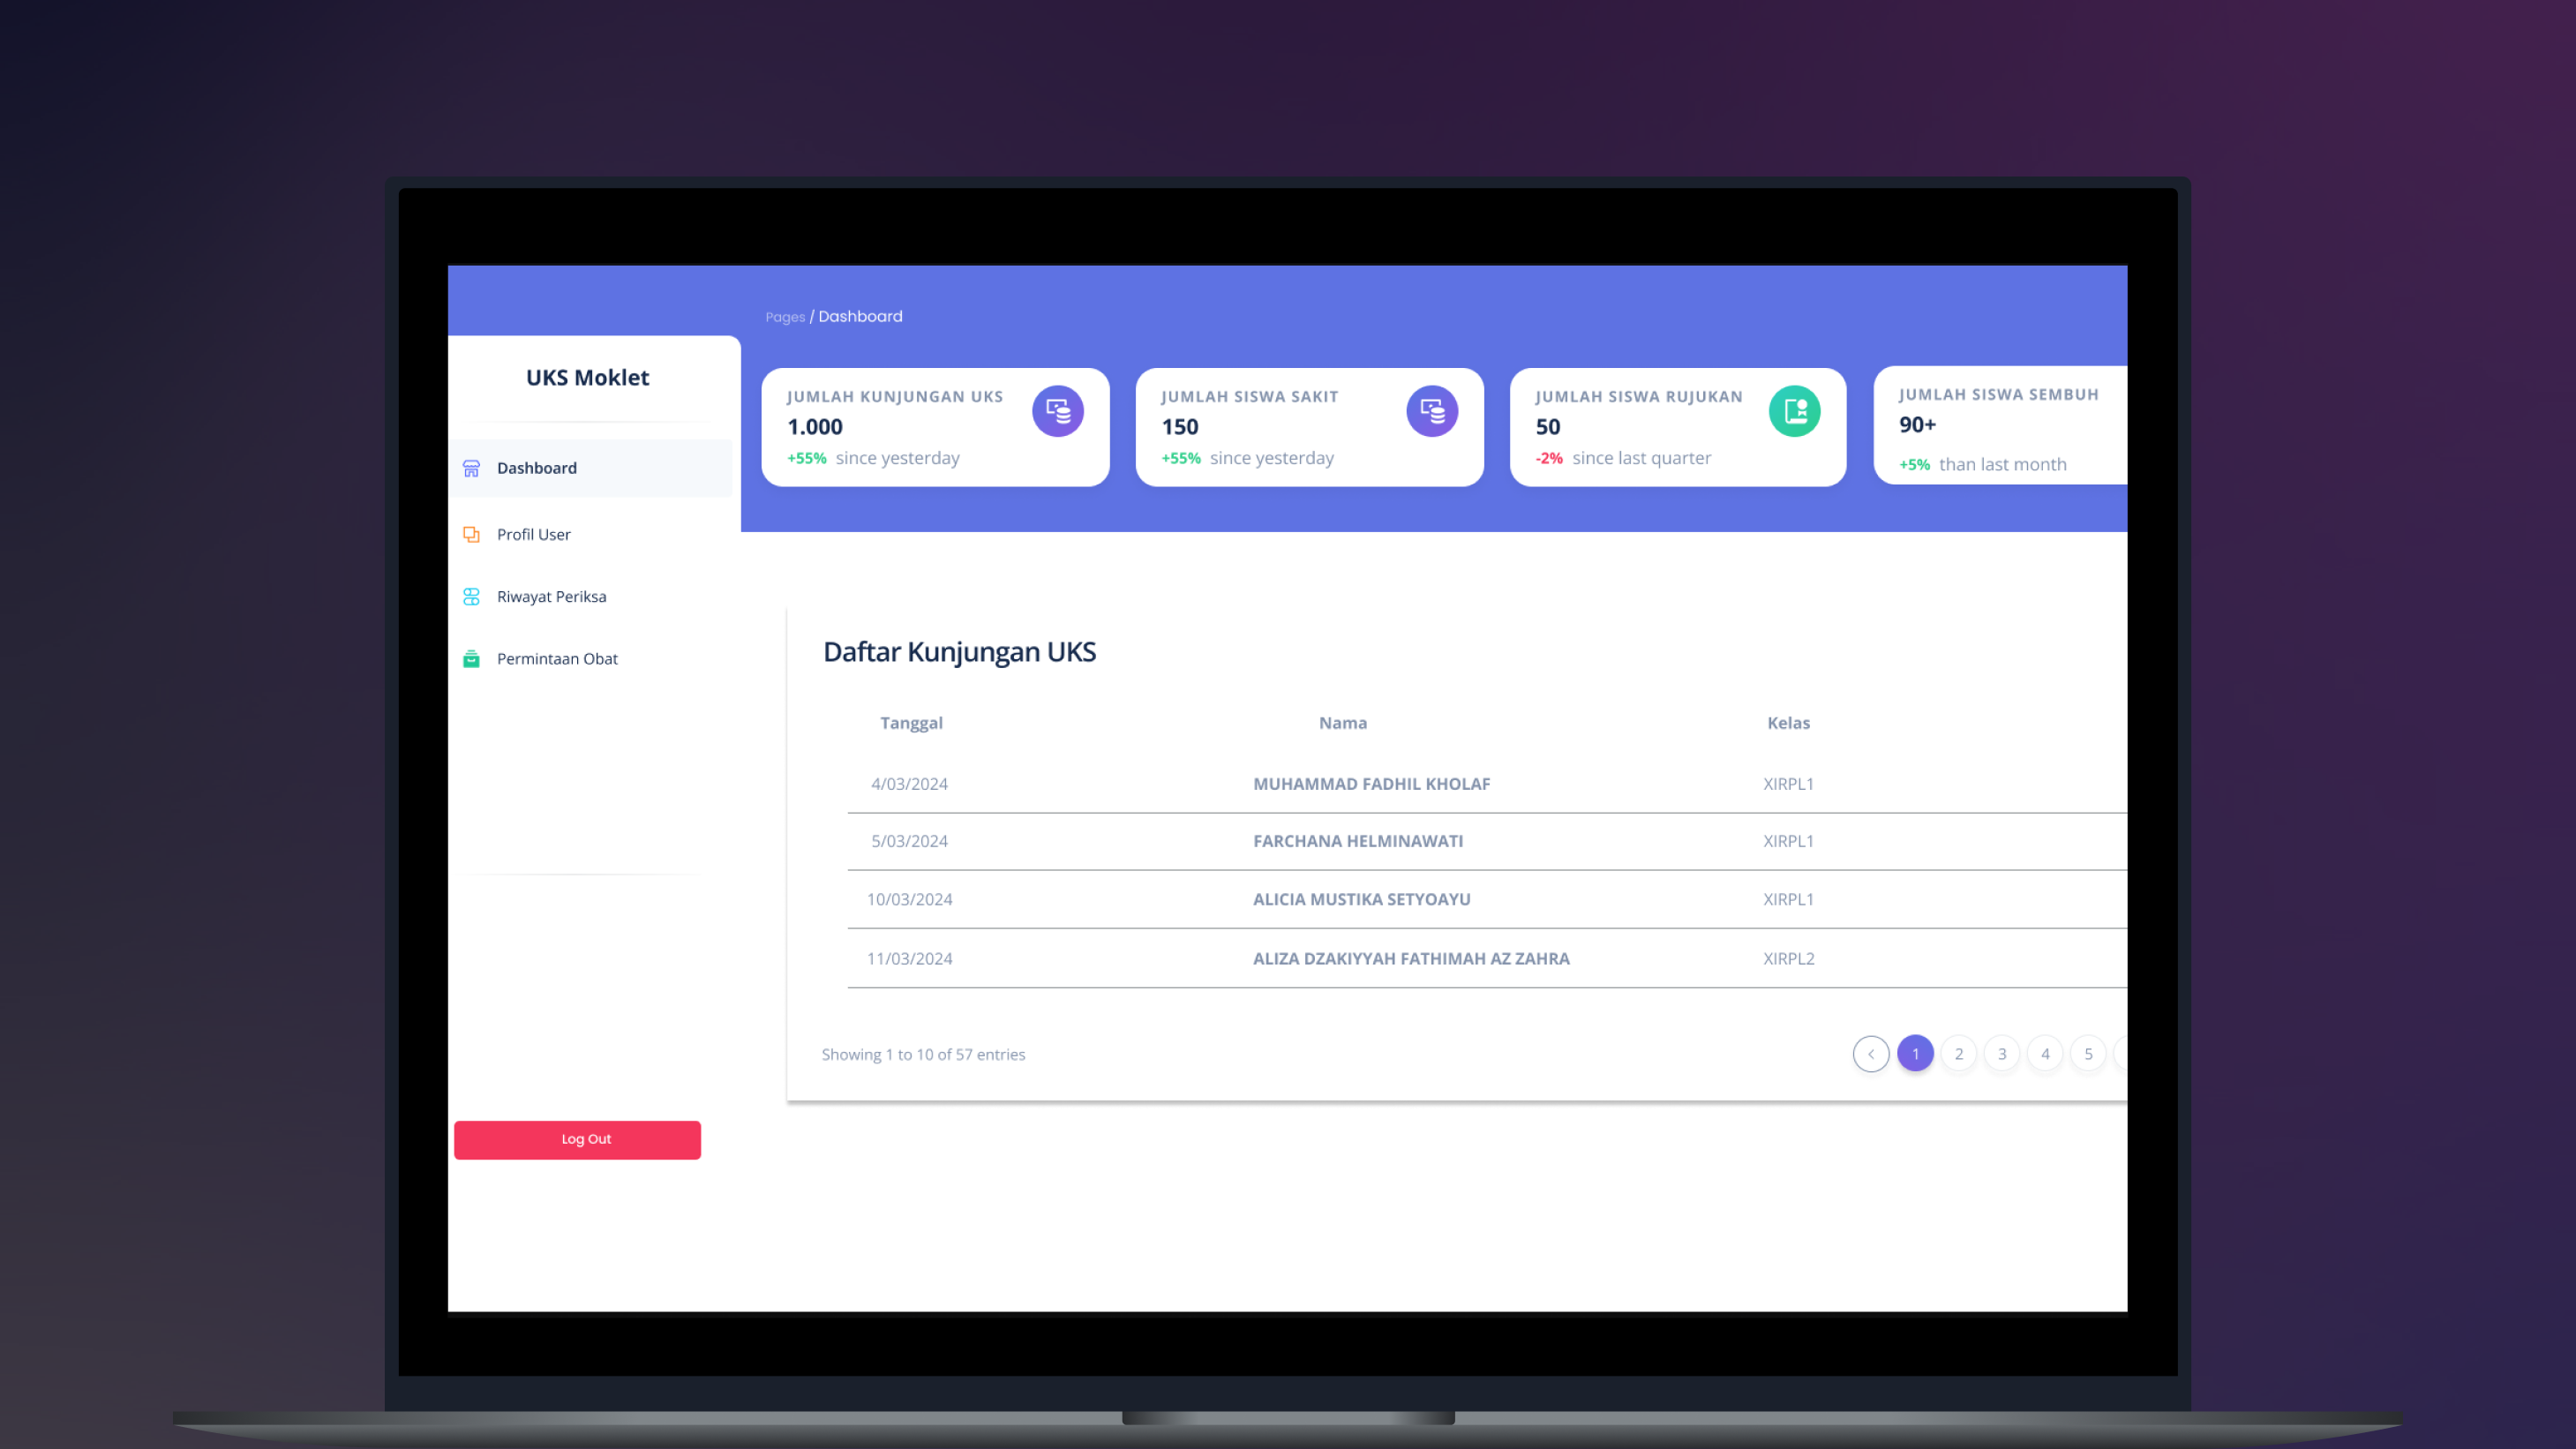 Pages / Dashboard
UKS Moklet
Dashboard
Profil User
Riwayat Periksa
Permintaan Obat
Log Out
JUMLAH KUNJUNGAN UKS
1.000
+55% since yesterday
JUMLAH SISWA SAKIT
150
+55% since yesterday
JUMLAH SISWA RUJUKAN
50
-2% since last quarter
JUMLAH SISWA SEMBUH
90+
+5% than last month
Daftar Kunjungan UKS
Tanggal Nama Kelas
4/03/2024 MUHAMMAD FADHIL KHOLAF XIRPL1
5/03/2024 FARCHANA HELMINAWATI XIRPL1
10/03/2024 ALICIA MUSTIKA SETYOAYU XIRPL1
11/03/2024 ALIZA DZAKIYYAH FATHIMAH AZ ZAHRA XIRPL2
Showing 1 to 10 of 57 entries
< 1 2 3 4 5